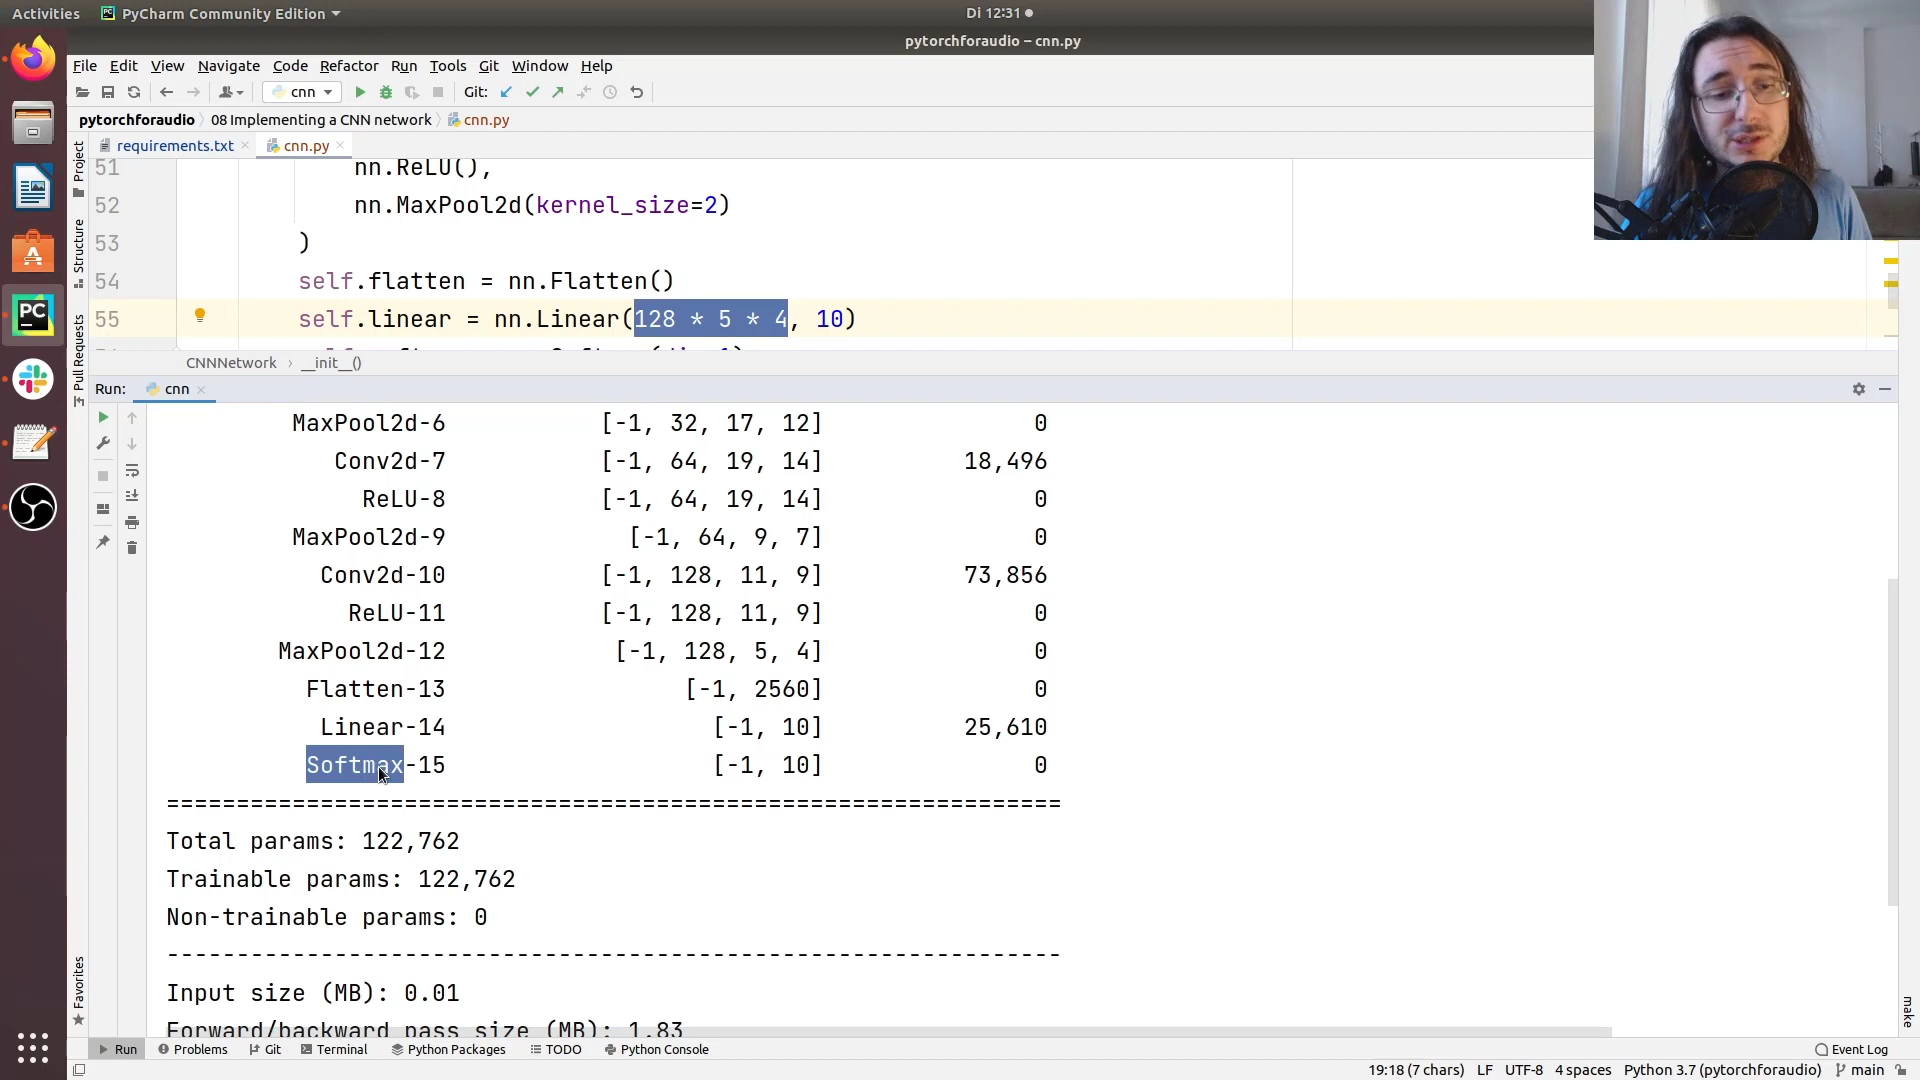 Activities
PyCharm Community Edition
Di 12:31
pytorchforaudio – cnn.py
File Edit View Navigate Code Refactor Run Tools Git Window Help
cnn
Git:
pytorchforaudio 08 Implementing a CNN network cnn.py
requirements.txt
cnn.py
51 nn.ReLU(),
52 nn.MaxPool2d(kernel_size=2)
53 )
54 self.flatten = nn.Flatten()
55 self.linear = nn.Linear(128 * 5 * 4, 10)
CNNNetwork › __init__()
Project
Structure
Pull Requests
Favorites
make
PC
Run: cnn
MaxPool2d-6 [-1, 32, 17, 12] 0
Conv2d-7 [-1, 64, 19, 14] 18,496
ReLU-8 [-1, 64, 19, 14] 0
MaxPool2d-9 [-1, 64, 9, 7] 0
Conv2d-10 [-1, 128, 11, 9] 73,856
ReLU-11 [-1, 128, 11, 9] 0
MaxPool2d-12 [-1, 128, 5, 4] 0
Flatten-13 [-1, 2560] 0
Linear-14 [-1, 10] 25,610
Softmax-15 [-1, 10] 0
================================================================
Total params: 122,762
Trainable params: 122,762
Non-trainable params: 0
----------------------------------------------------------------
Input size (MB): 0.01
Forward/backward pass size (MB): 1.83
Run Problems Git Terminal Python Packages TODO Python Console Event Log
19:18 (7 chars) LF UTF-8 4 spaces Python 3.7 (pytorchforaudio) main